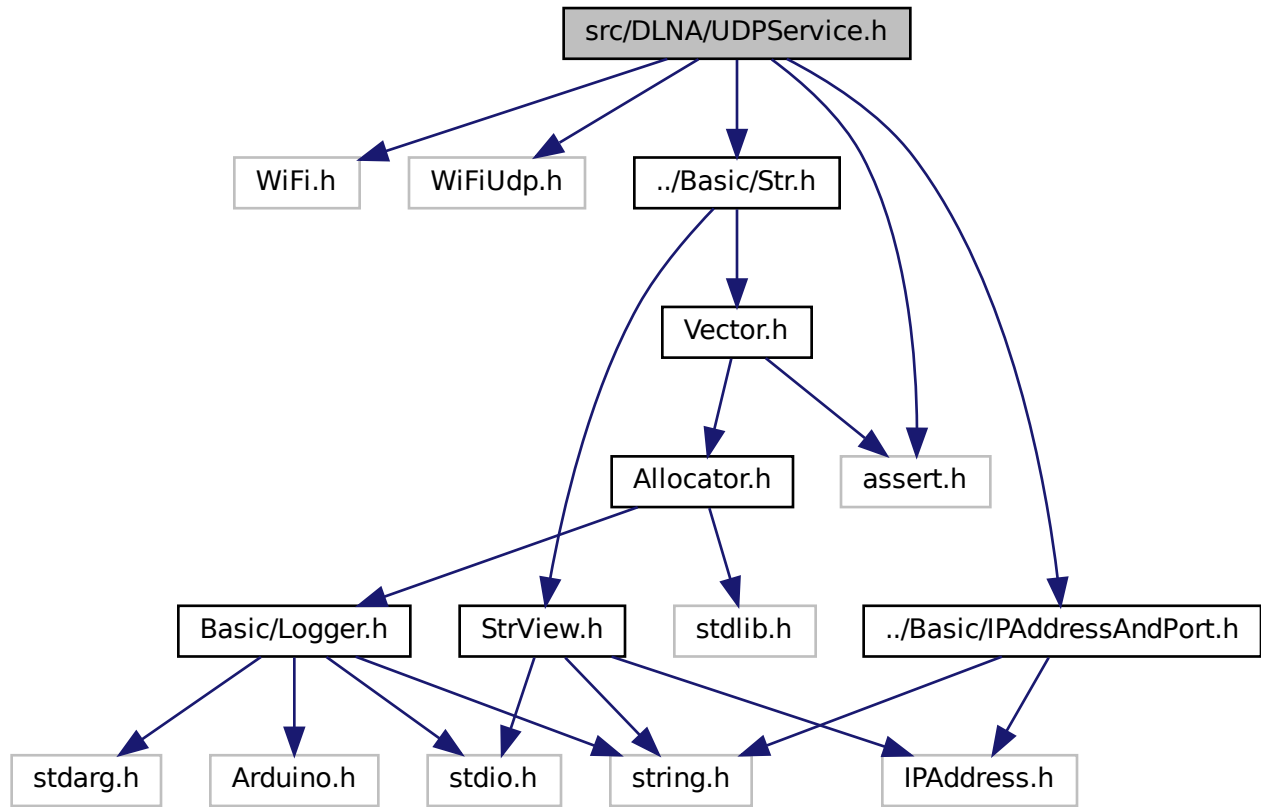 src/DLNA/UDPService.h
WiFi.h
WiFiUdp.h
../Basic/Str.h
Vector.h
Allocator.h
assert.h
Basic/Logger.h
StrView.h
stdlib.h
../Basic/IPAddressAndPort.h
stdarg.h
Arduino.h
stdio.h
string.h
IPAddress.h